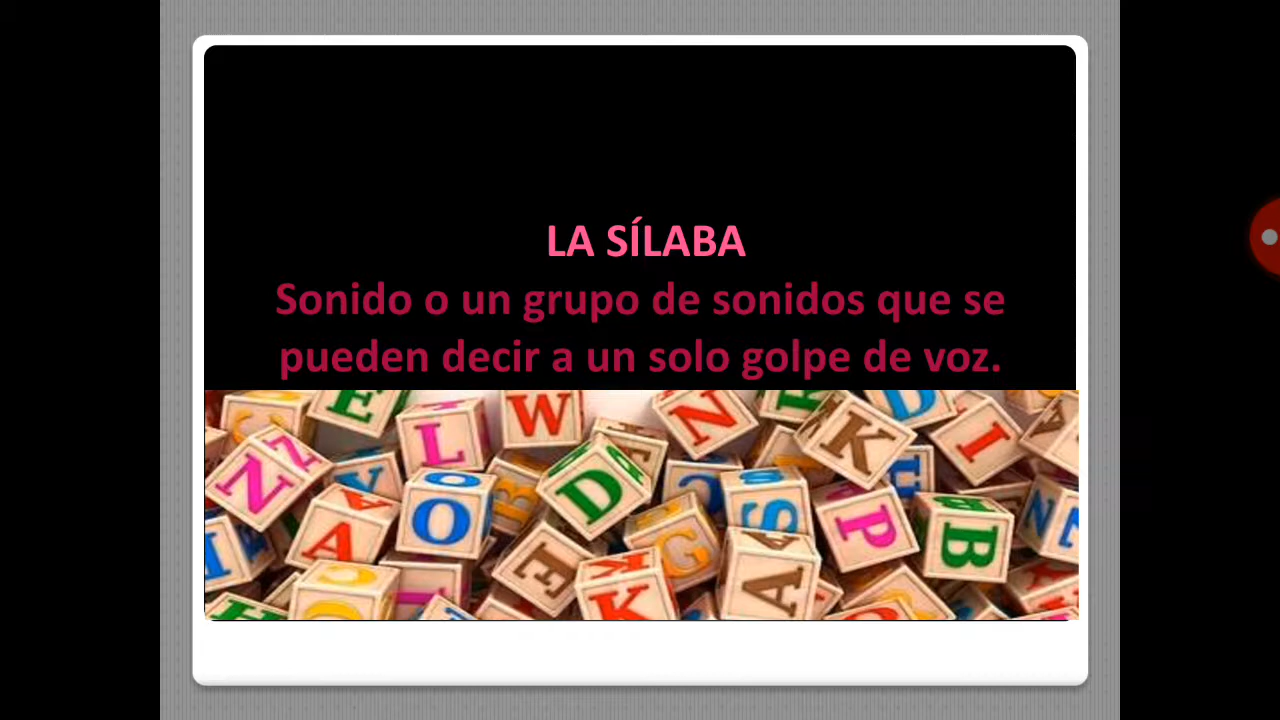 LA SÍLABA
Sonido o un grupo de sonidos que se
pueden decir a un solo golpe de voz.